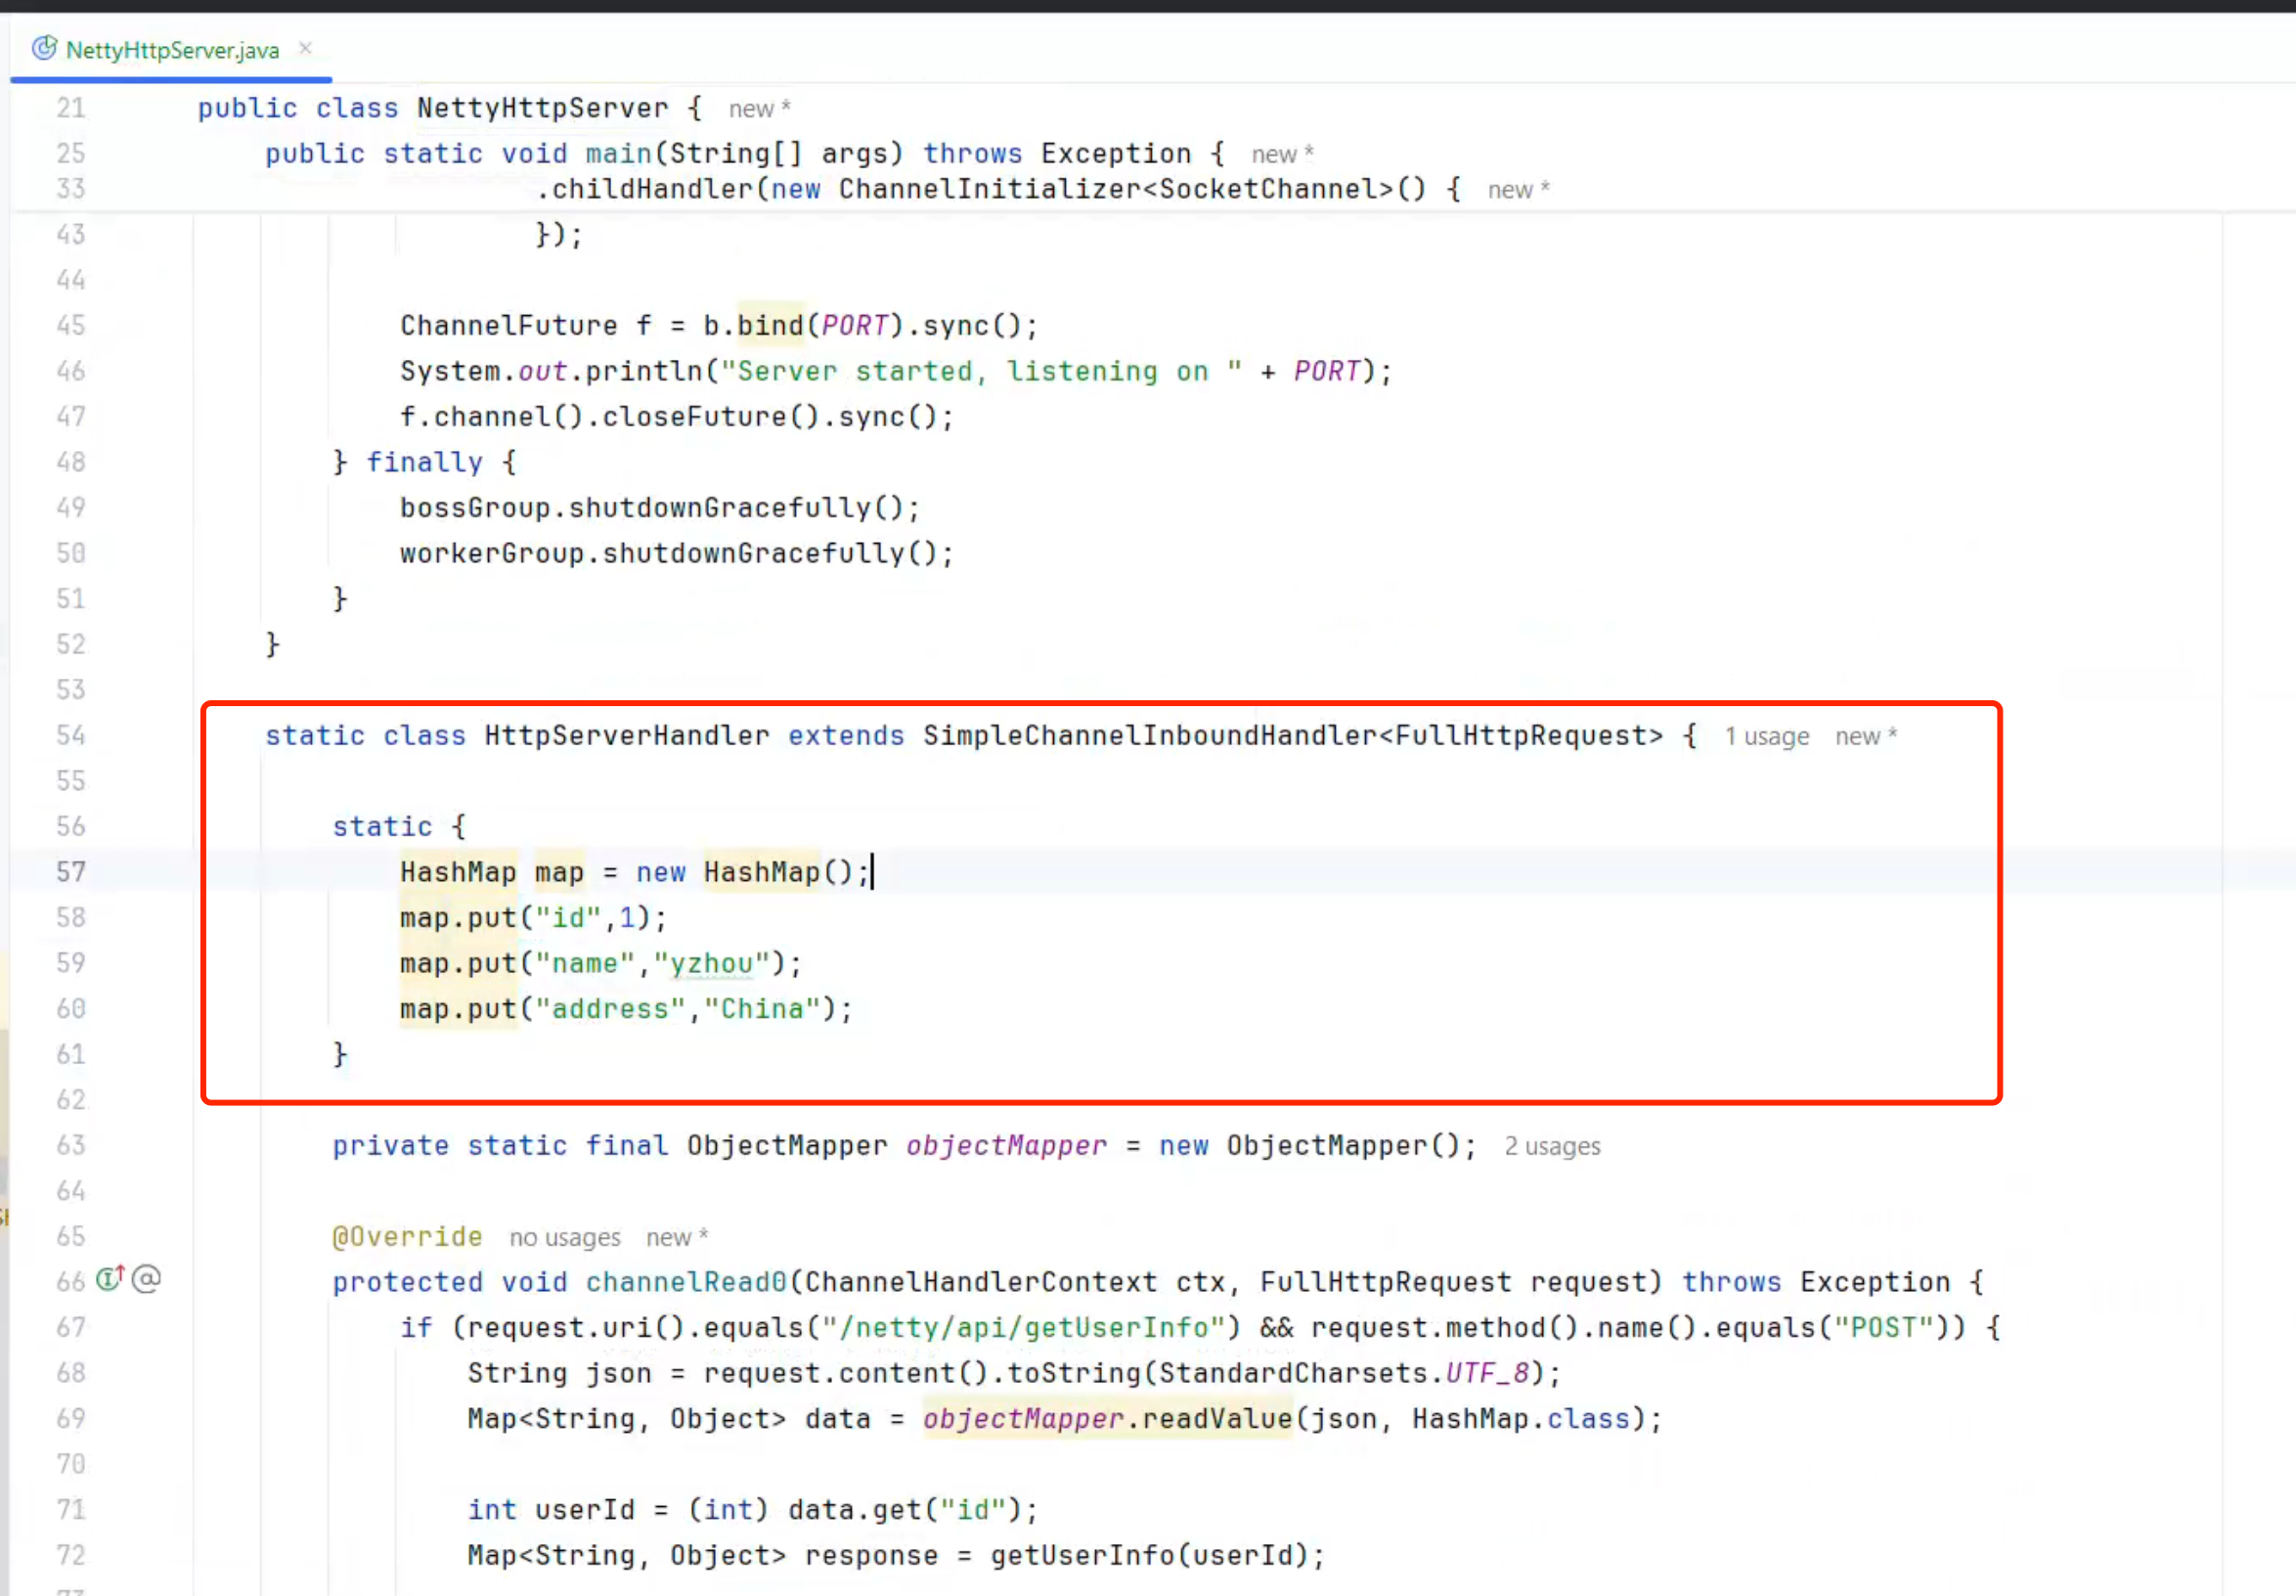 NettyHttpServer.java ×
21 public class NettyHttpServer { new *
25 public static void main(String[] args) throws Exception { new *
33 .childHandler(new ChannelInitializer<SocketChannel>() { new *
43 });
44
45 ChannelFuture f = b.bind(PORT).sync();
46 System.out.println("Server started, listening on " + PORT);
47 f.channel().closeFuture().sync();
48 } finally {
49 bossGroup.shutdownGracefully();
50 workerGroup.shutdownGracefully();
51 }
52 }
53
54 static class HttpServerHandler extends SimpleChannelInboundHandler<FullHttpRequest> { 1 usage new *
55
56 static {
57 HashMap map = new HashMap();
58 map.put("id",1);
59 map.put("name","yzhou");
60 map.put("address","China");
61 }
62
63 private static final ObjectMapper objectMapper = new ObjectMapper(); 2 usages
64
65 @Override no usages new *
66 protected void channelRead0(ChannelHandlerContext ctx, FullHttpRequest request) throws Exception {
67 if (request.uri().equals("/netty/api/getUserInfo") && request.method().name().equals("POST")) {
68 String json = request.content().toString(StandardCharsets.UTF_8);
69 Map<String, Object> data = objectMapper.readValue(json, HashMap.class);
70
71 int userId = (int) data.get("id");
72 Map<String, Object> response = getUserInfo(userId);